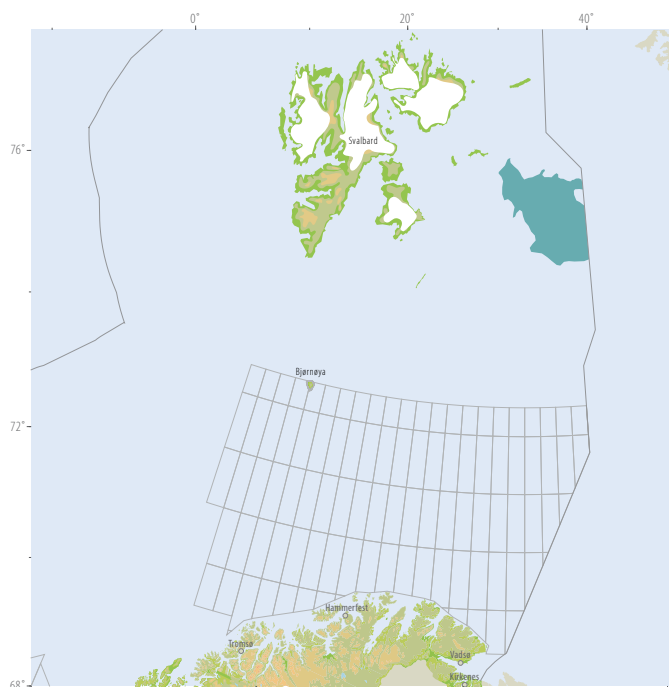 0°
20°
40°
76°
Svalbard
Bjørnøya
72°
Hammerfest
Tromsø
Vadsø
Kirkenes
68°